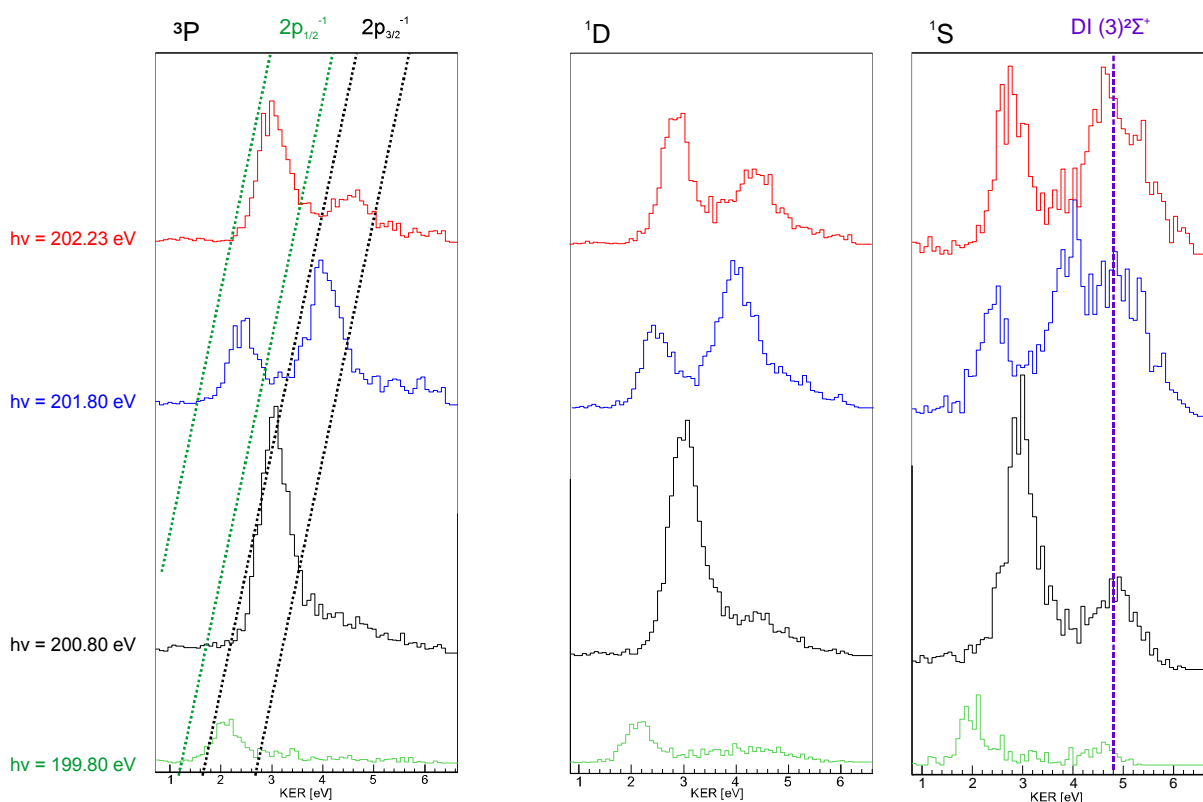 ³P 2p₁/₂⁻¹ 2p₃/₂⁻¹ ¹D ¹S DI (3)²Σ⁺
hν = 202.23 eV
hν = 201.80 eV
hν = 200.80 eV
hν = 199.80 eV
1 2 3 4 5 6 1 2 3 4 5 6 1 2 3 4 5 6
KER [eV] KER [eV] KER [eV]